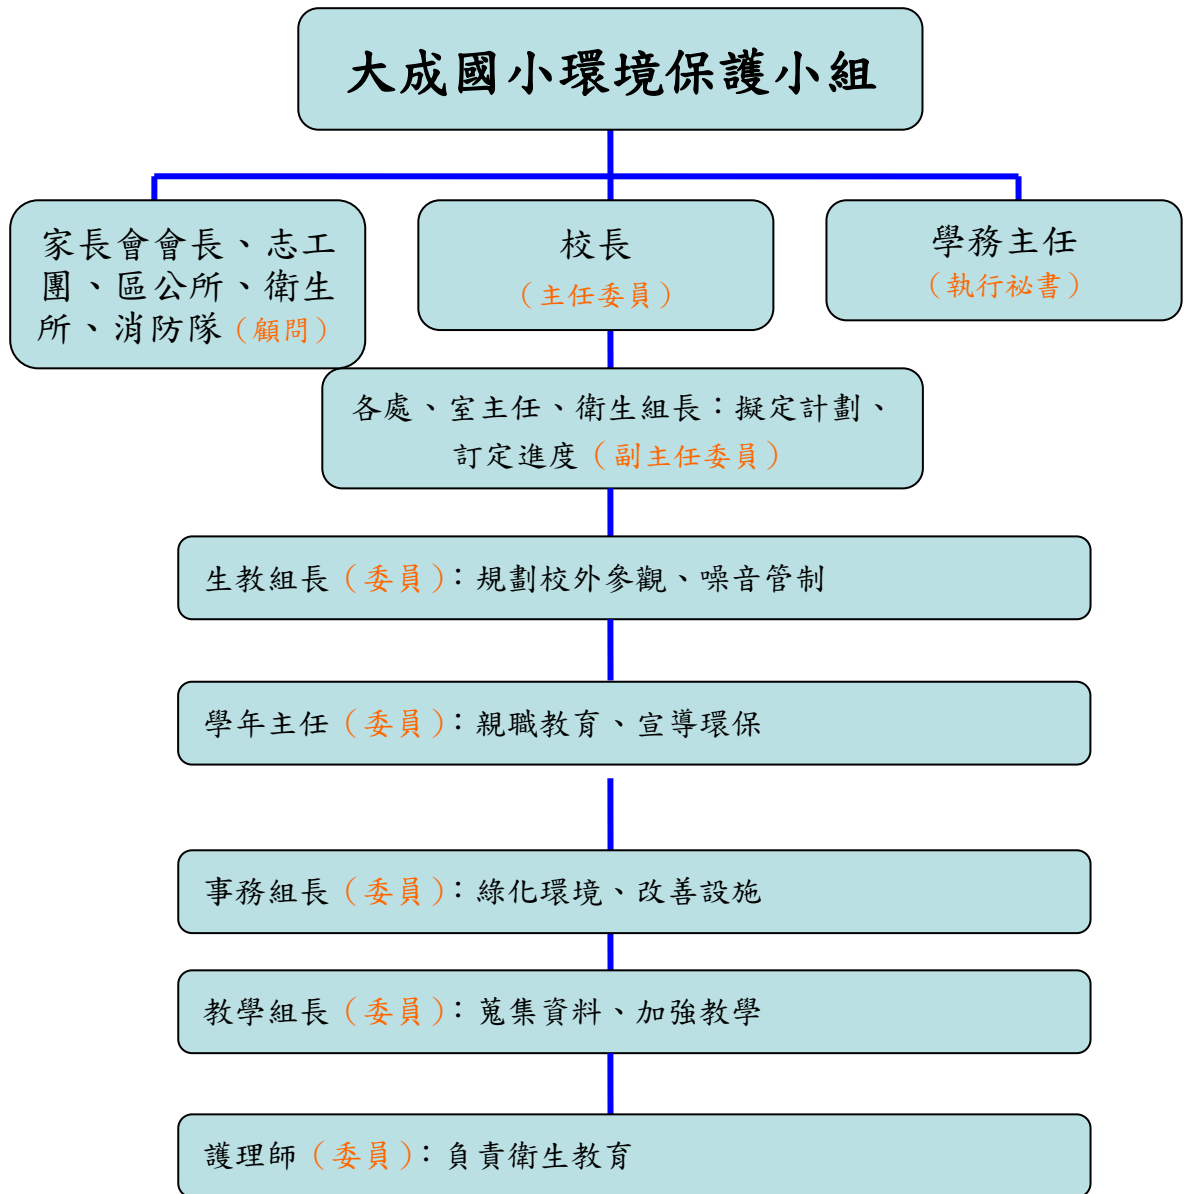 大成國小環境保護小組
家長會會長、志工
團、區公所、衛生
所、消防隊（顧問）
校長
（主任委員）
學務主任
（執行祕書）
各處、室主任、衛生組長：擬定計劃、
訂定進度（副主任委員）
生教組長（委員）：規劃校外參觀、噪音管制
學年主任（委員）：親職教育、宣導環保
事務組長（委員）：綠化環境、改善設施
教學組長（委員）：蒐集資料、加強教學
護理師（委員）：負責衛生教育